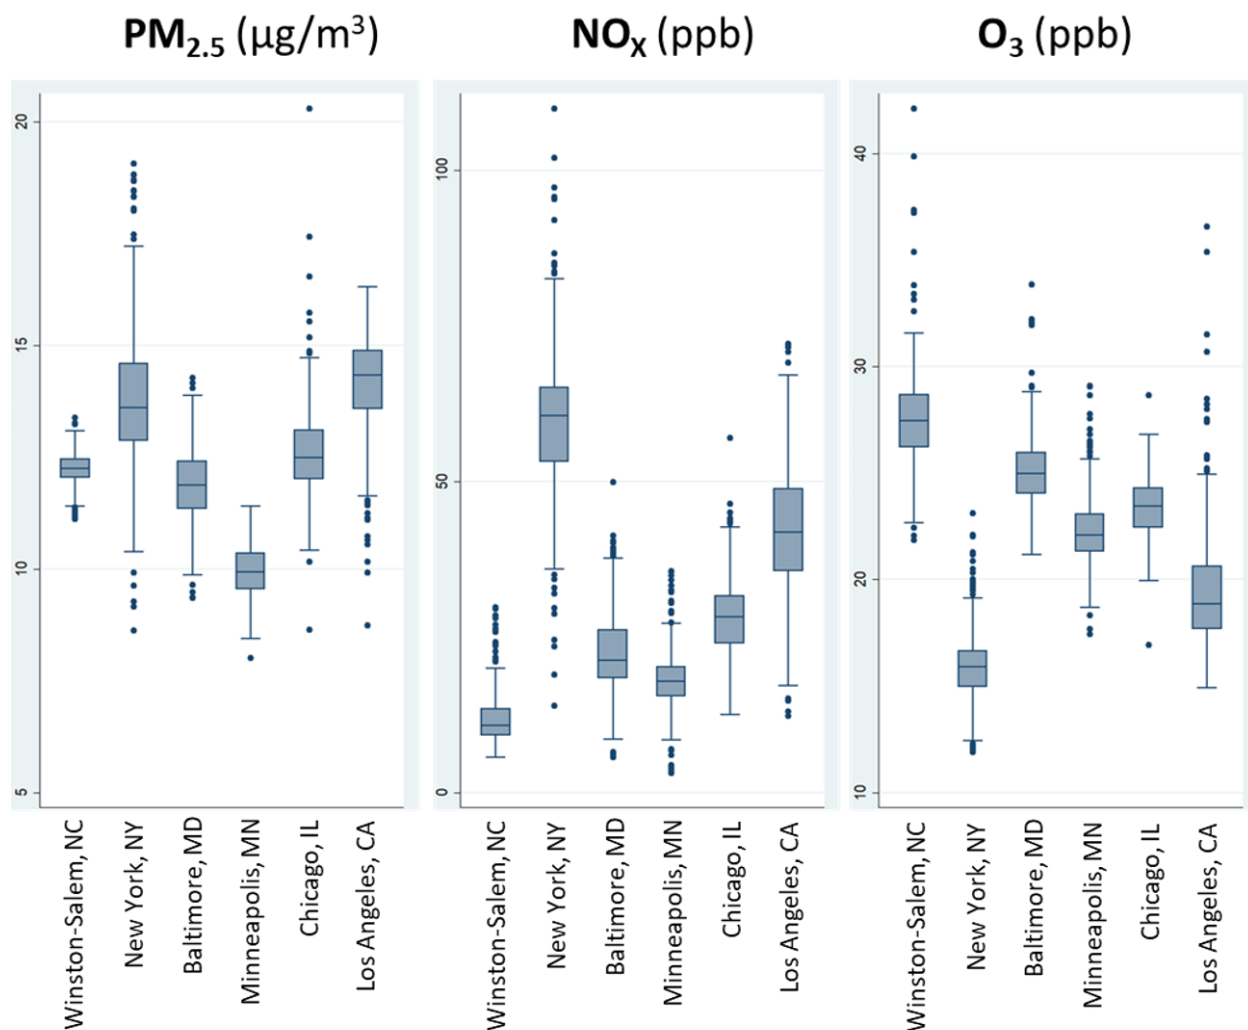 PM2.5 (μg/m3)
NOX (ppb)
O3 (ppb)
20
15
10
5
100
50
0
40
30
20
10
Winston-Salem, NC
New York, NY
Baltimore, MD
Minneapolis, MN
Chicago, IL
Los Angeles, CA
Winston-Salem, NC
New York, NY
Baltimore, MD
Minneapolis, MN
Chicago, IL
Los Angeles, CA
Winston-Salem, NC
New York, NY
Baltimore, MD
Minneapolis, MN
Chicago, IL
Los Angeles, CA